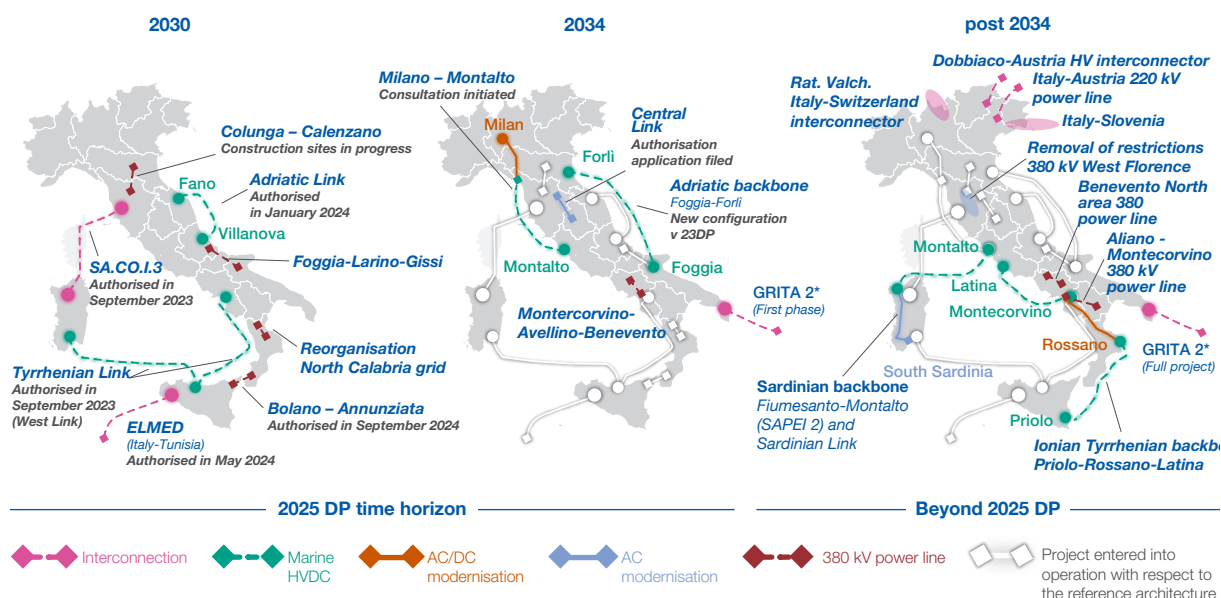 2030
2034
post 2034
Colunga – Calenzano
Construction sites in progress
Fano
Adriatic Link
Authorised
in January 2024
Villanova
Foggia-Larino-Gissi
SA.CO.I.3
Authorised in
September 2023
Reorganisation
North Calabria grid
Tyrrhenian Link
Authorised in
September 2023
(West Link)
Bolano – Annunziata
Authorised in September 2024
ELMED
(Italy-Tunisia)
Authorised in May 2024
Milano – Montalto
Consultation initiated
Milan
Central
Link
Authorisation
application filed
Forlì
Adriatic backbone
Foggia-Forlì
New configuration
v 23DP
Montalto
Foggia
GRITA 2*
(First phase)
Montercorvino-
Avellino-Benevento
Dobbiaco-Austria HV interconnector
Italy-Austria 220 kV
power line
Rat. Valch.
Italy-Switzerland
interconnector
Italy-Slovenia
Removal of restrictions
380 kV West Florence
Benevento North
area 380
power line
Aliano -
Montecorvino
380 kV
power line
Montalto
Latina
Montecorvino
Rossano
GRITA 2*
(Full project)
South Sardinia
Sardinian backbone
Fiumesanto-Montalto
(SAPEI 2) and
Sardinian Link
Priolo
Ionian Tyrrhenian backbo
Priolo-Rossano-Latina
2025 DP time horizon
Beyond 2025 DP
Interconnection
Marine
HVDC
AC/DC
modernisation
AC
modernisation
380 kV power line
Project entered into
operation with respect to
the reference architecture